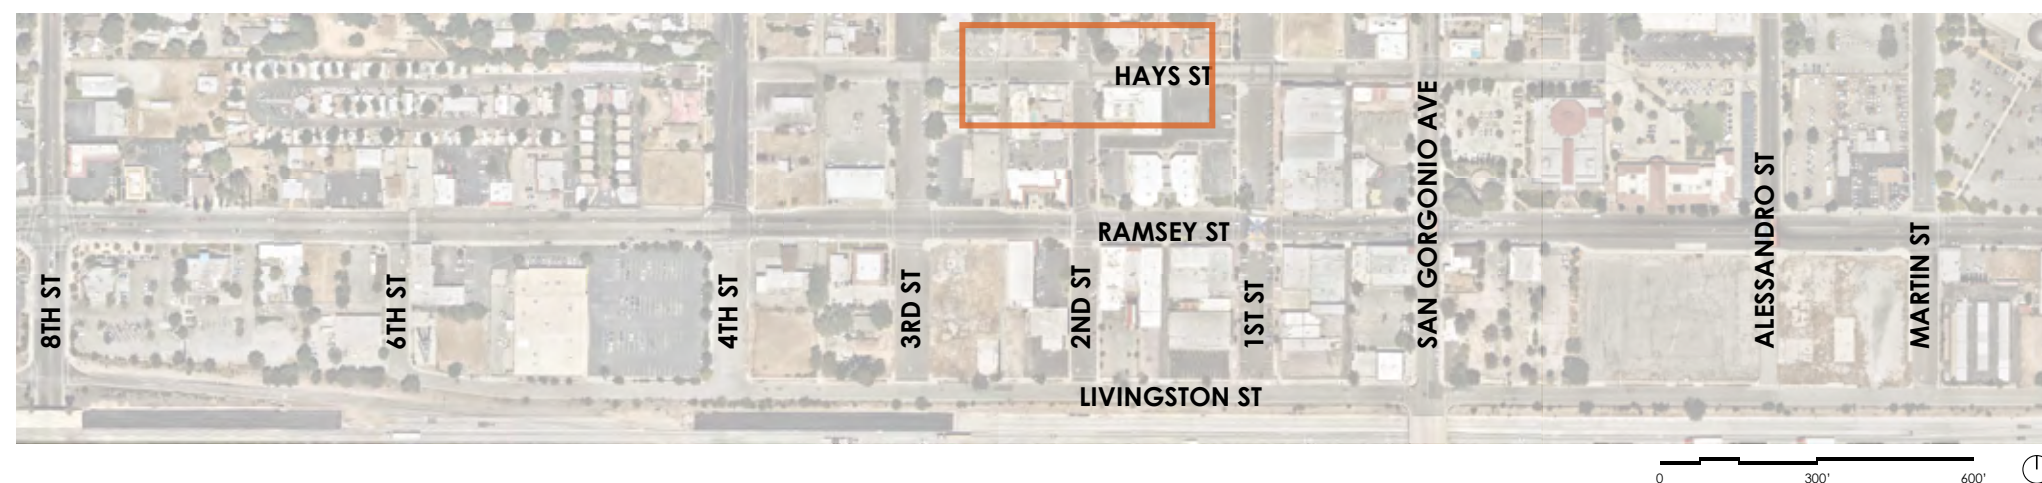 HAYS ST
SAN GORGONIO AVE
ALESSANDRO ST
RAMSEY ST
MARTIN ST
8TH ST
6TH ST
4TH ST
3RD ST
2ND ST
1ST ST
LIVINGSTON ST
0 300' 600'